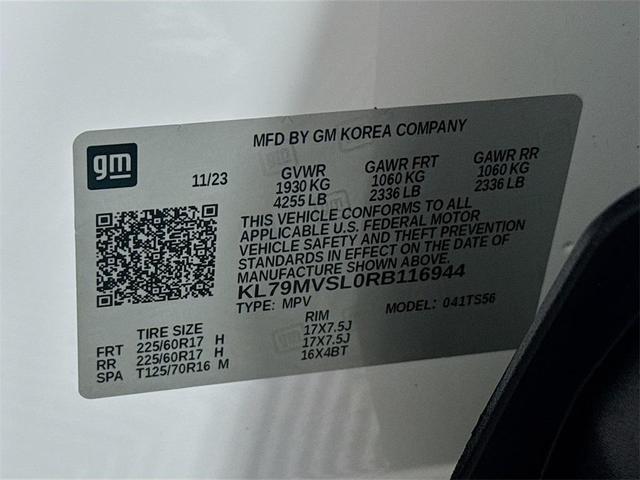 MFD BY GM KOREA COMPANY
gm
11/23
GVWR GAWR FRT GAWR RR
1930 KG 1060 KG 1060 KG
4255 LB 2336 LB 2336 LB
THIS VEHICLE CONFORMS TO ALL
APPLICABLE U.S. FEDERAL MOTOR
VEHICLE SAFETY AND THEFT PREVENTION
STANDARDS IN EFFECT ON THE DATE OF
MANUFACTURE SHOWN ABOVE.
KL79MVSL0RB116944
TYPE: MPV MODEL: 041TS56
TIRE SIZE RIM
FRT 225/60R17 H 17X7.5J
RR 225/60R17 H 17X7.5J
SPA T125/70R16 M 16X4BT